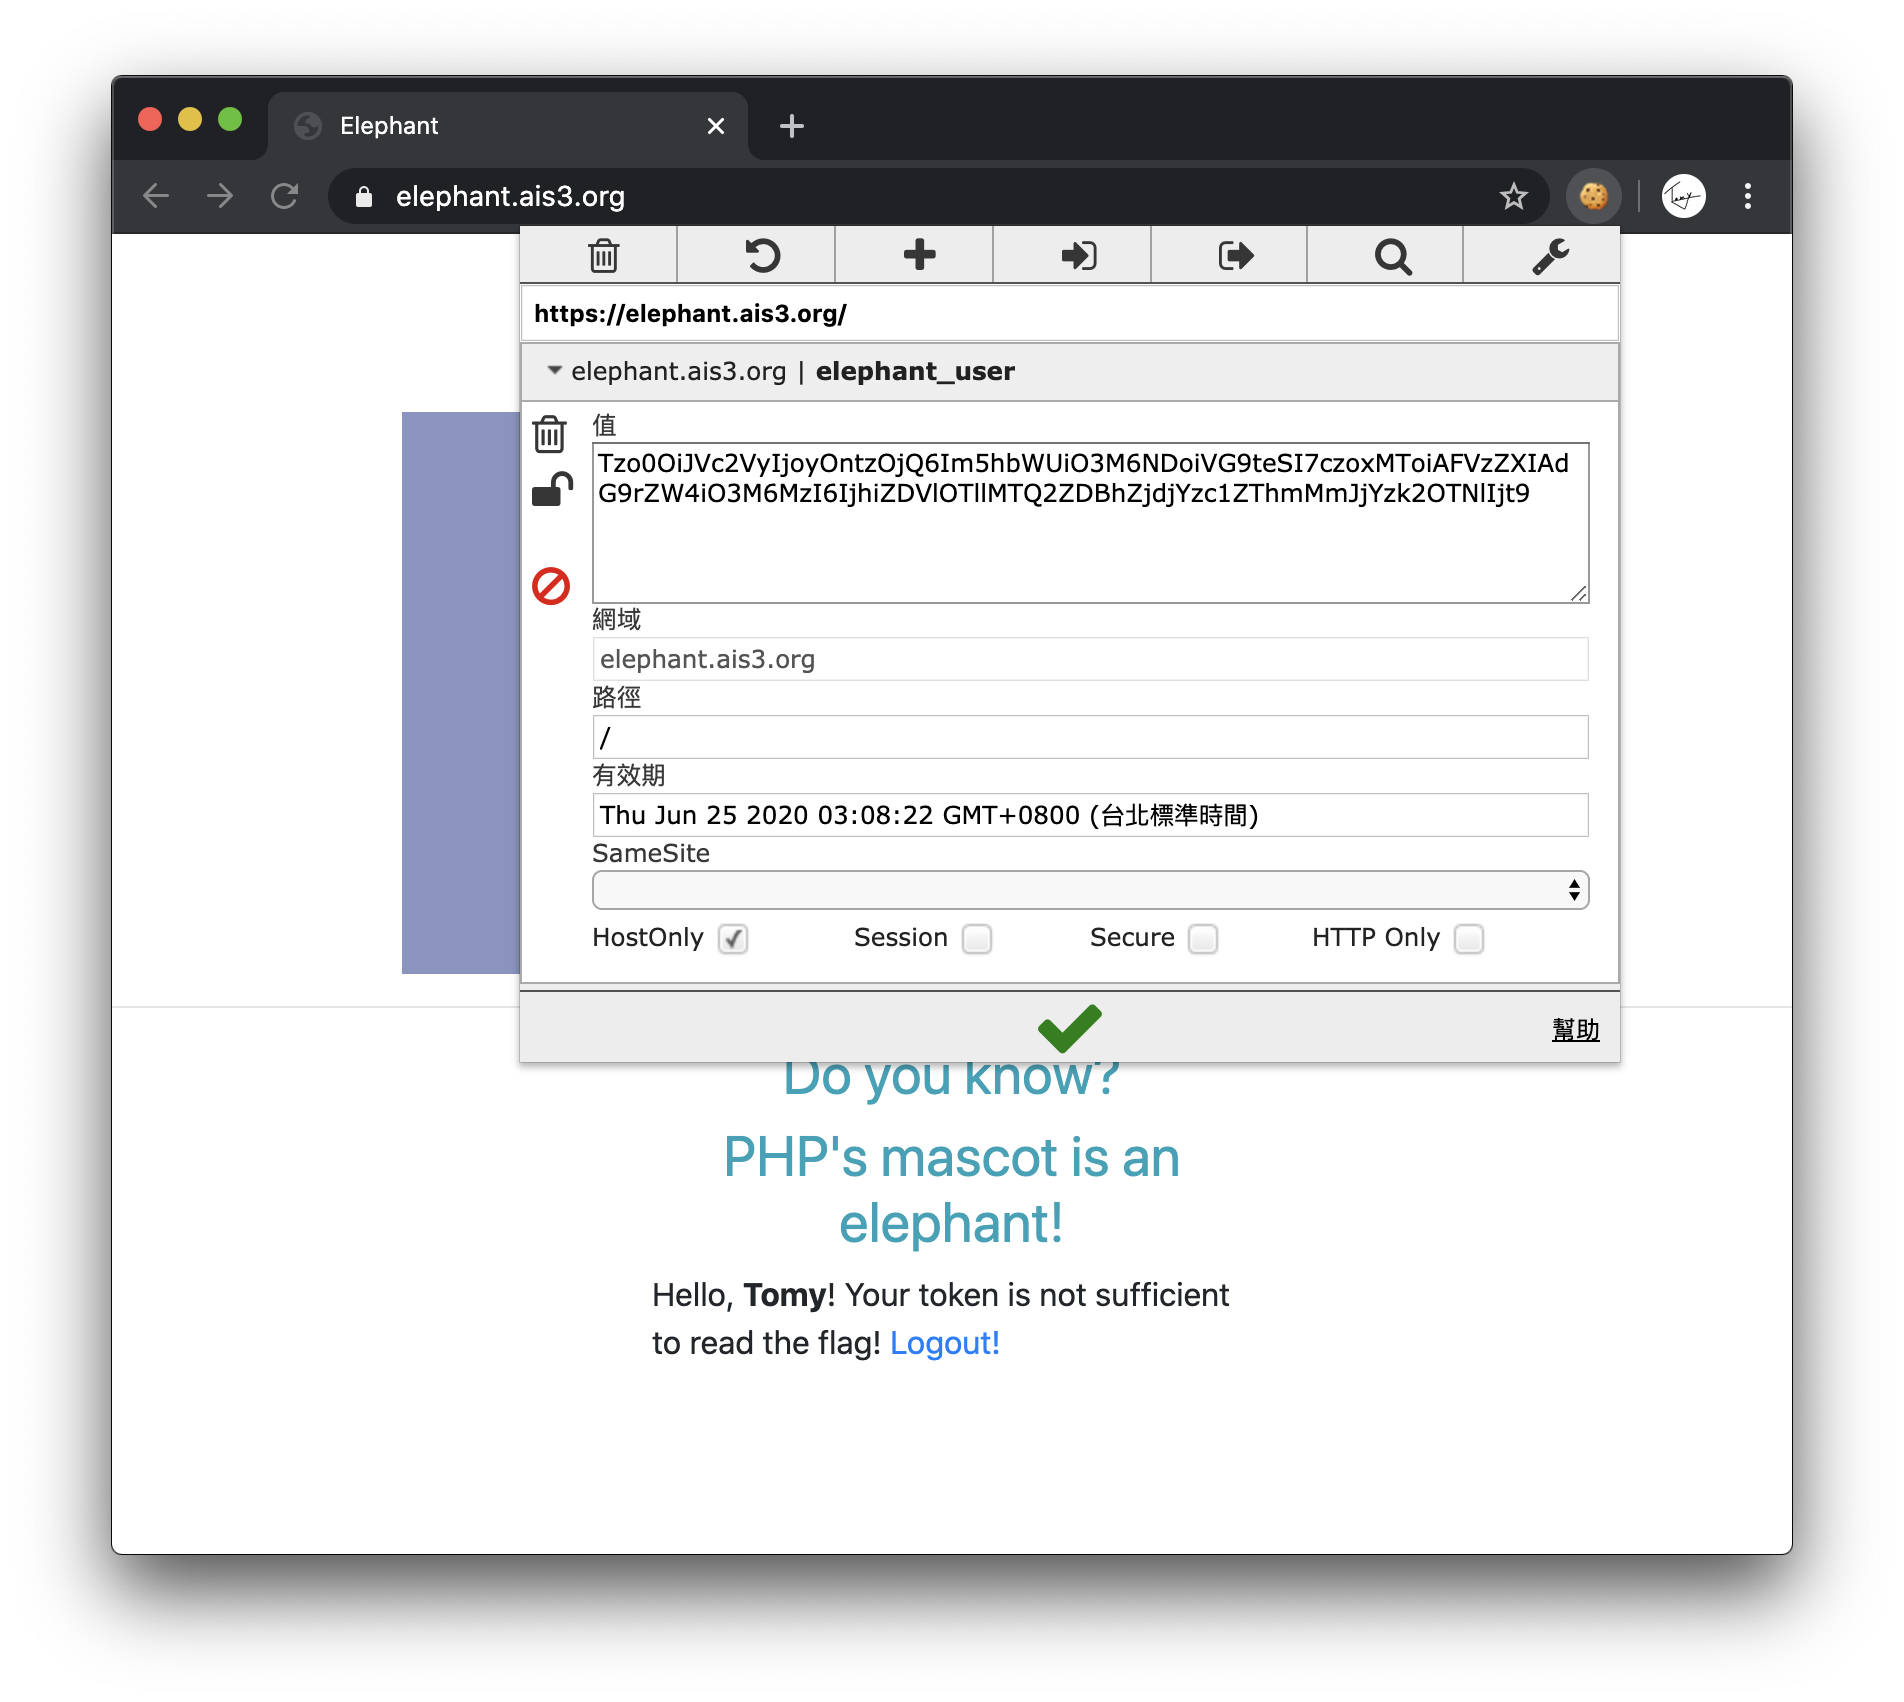 Elephant
elephant.ais3.org
https://elephant.ais3.org/
elephant.ais3.org | elephant_user
值
Tzo0OiJVc2VyIjoyOntzOjQ6Im5hbWUiO3M6NDoiVG9teSI7czoxMToiAFVzZXIAd
G9rZW4iO3M6MzI6IjhiZDVlOTllMTQ2ZDBhZjdjYzc1ZThmMmJjYzk2OTNlIjt9
網域
elephant.ais3.org
路徑
/
有效期
Thu Jun 25 2020 03:08:22 GMT+0800 (台北標準時間)
SameSite
HostOnly Session Secure HTTP Only
幫助
Do you know?
PHP's mascot is an
elephant!
Hello, Tomy! Your token is not sufficient
to read the flag! Logout!